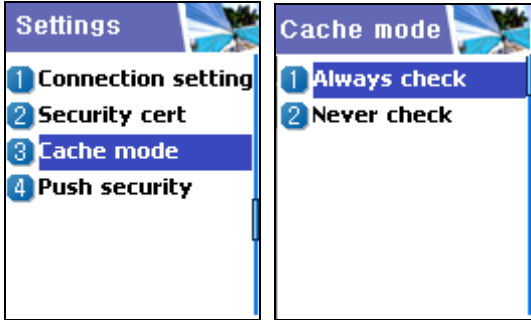 Settings
1 Connection setting
2 Security cert
3 Cache mode
4 Push security
Cache mode
1 Always check
2 Never check